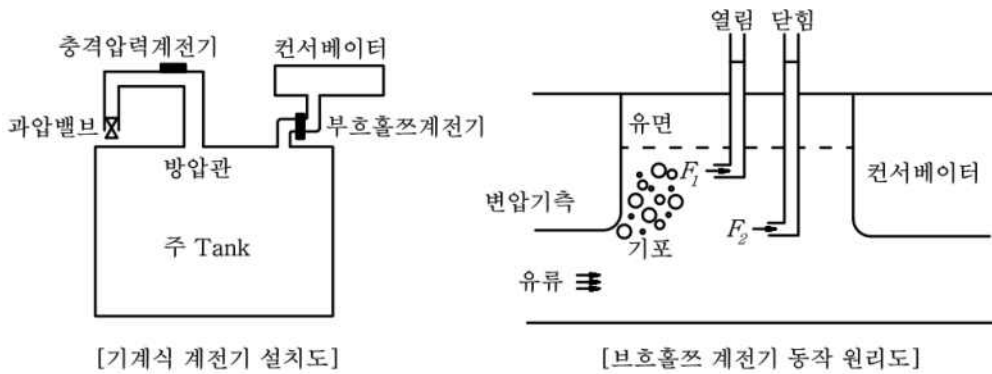 충격압력계전기
컨서베이터
과압밸브
부흐홀쯔계전기
방압관
주 Tank
[기계식 계전기 설치도]
열림 닫힘
유면
F₁
컨서베이터
변압기측
F₂
기포
유류
[브흐홀쯔 계전기 동작 원리도]